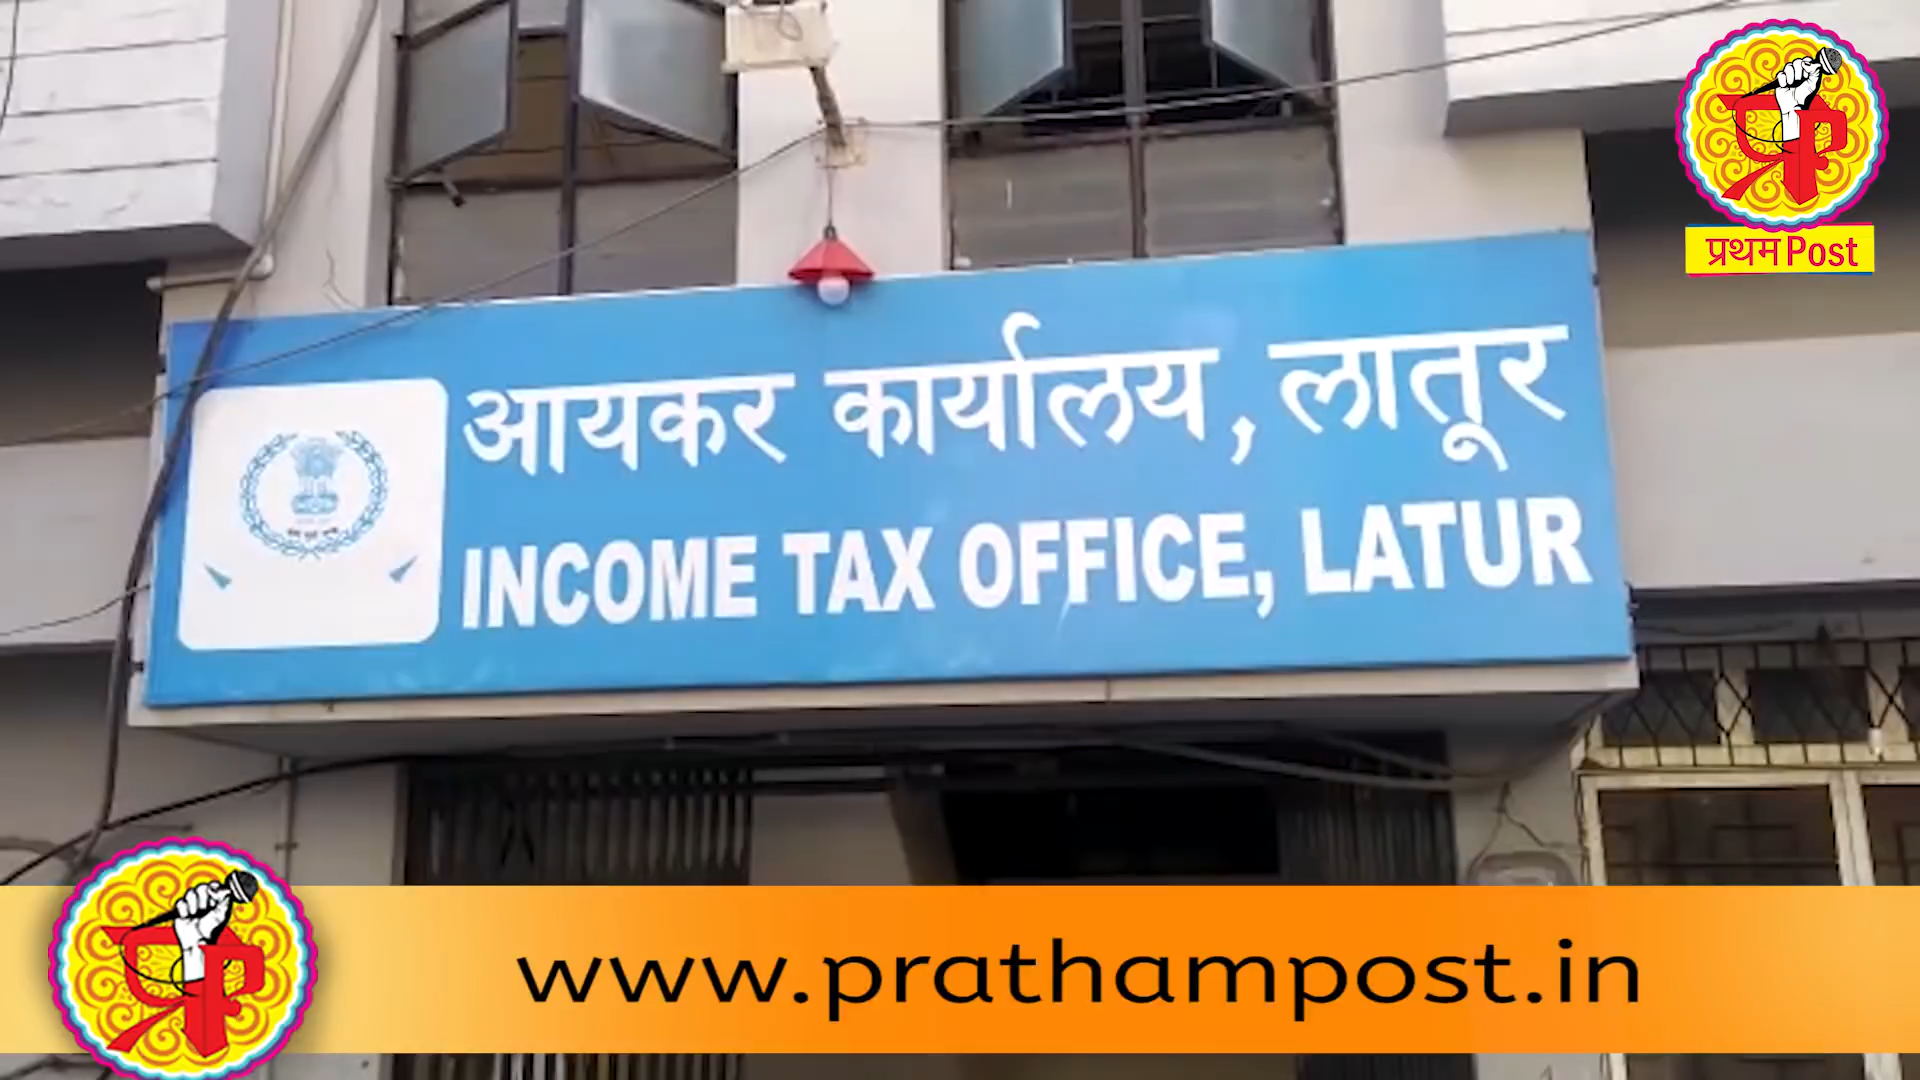 प्रथम Post
आयकर कार्यालय, लातूर
INCOME TAX OFFICE, LATUR
www.prathampost.in